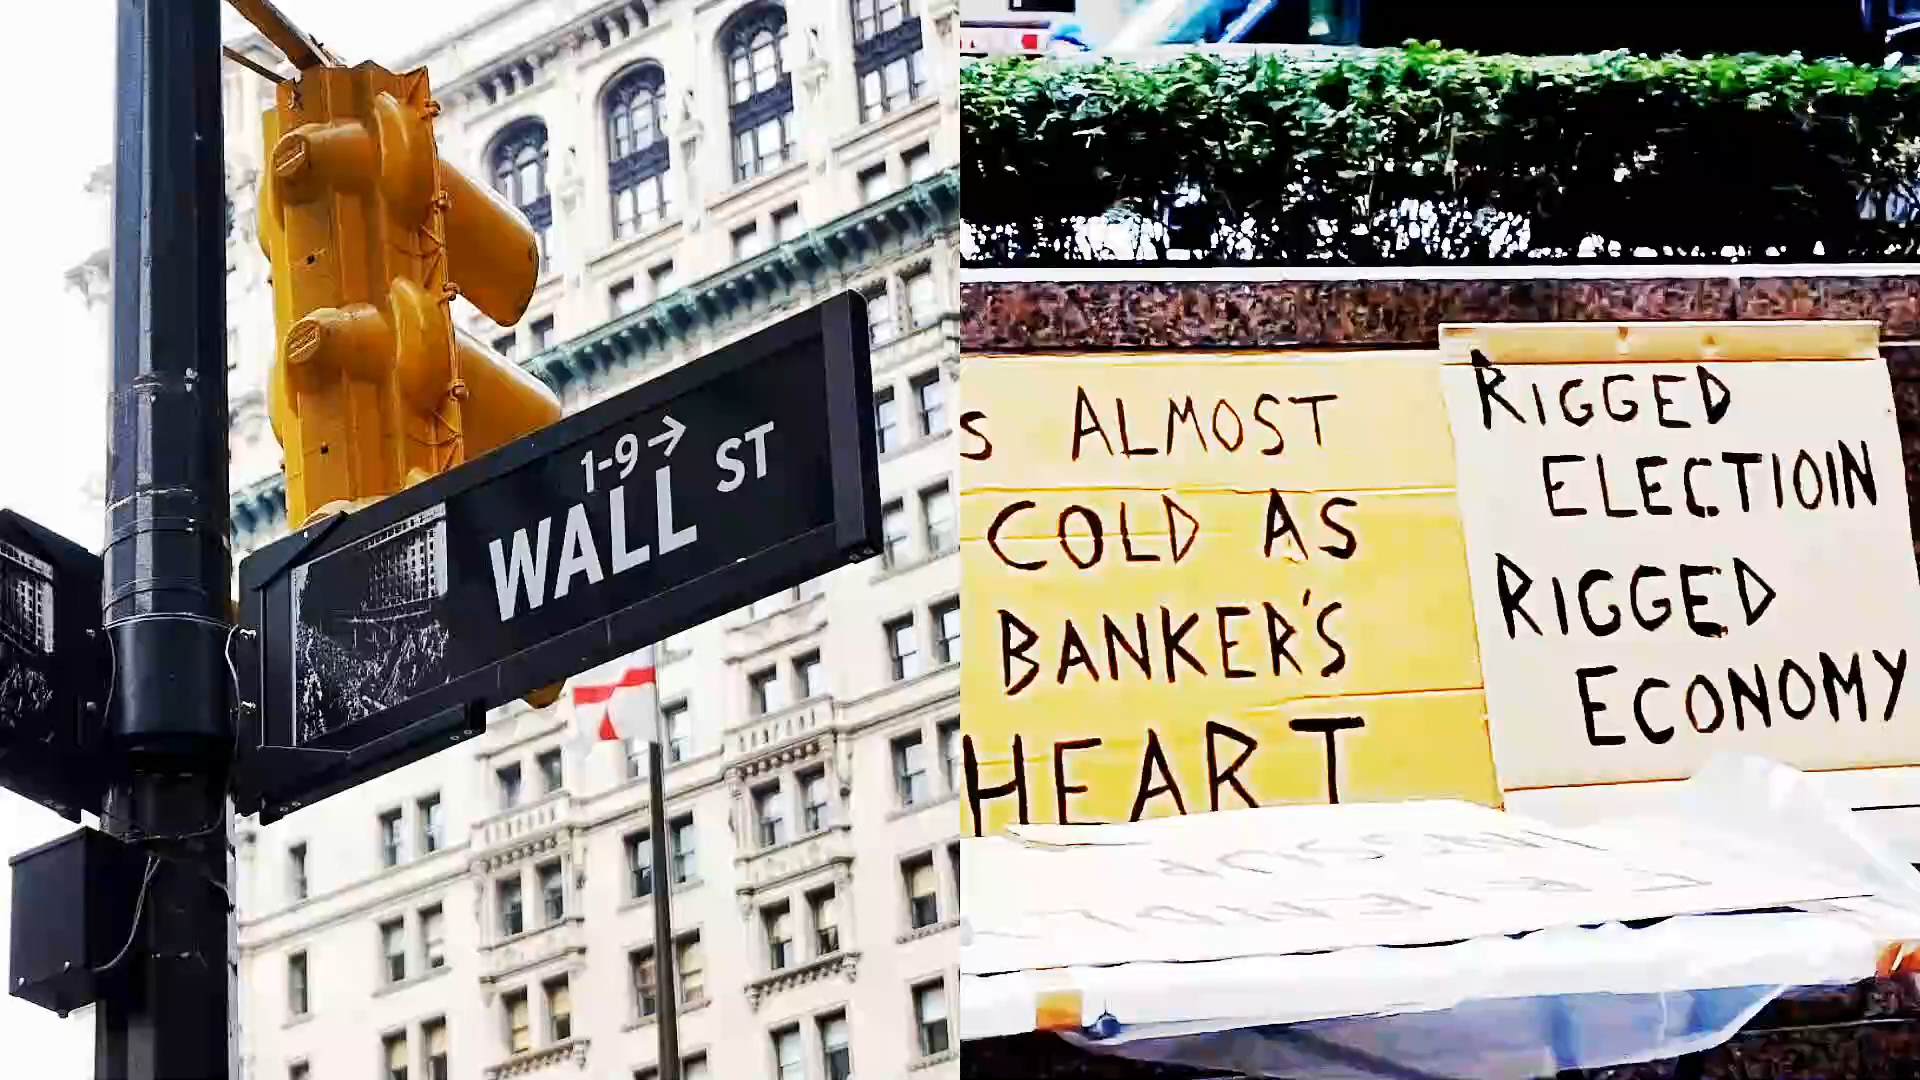 1-9→
WALL ST
S ALMOST
COLD AS
BANKER'S
HEART
RIGGED
ELECTIOIN
RIGGED
ECONOMY